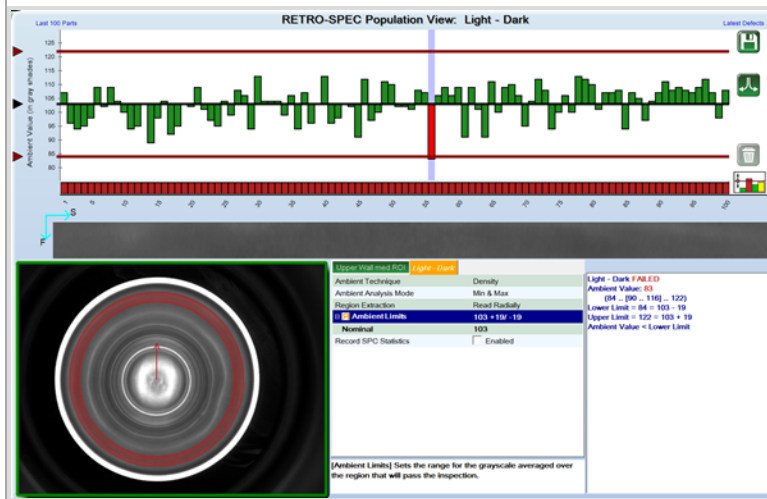 RETRO-SPEC Population View: Light - Dark
Last 100 Parts
Latest Defects
Ambient Value (in gray shades)
125
120
115
110
105
100
95
90
85
80
1 5 10 15 20 25 30 35 40 45 50 55 60 65 70 75 80 85 90 95 100
S
F
Upper Wall med ROI Light - Dark
Ambient Technique Density
Ambient Analysis Mode Min & Max
Region Extraction Read Radially
Ambient Limits 103 +19/ -19
Nominal 103
Record SPC Statistics Enabled
[Ambient Limits] Sets the range for the grayscale averaged over
the region that will pass the inspection.
Light - Dark FAILED
Ambient Value: 83
(84 .. [90 .. 116] .. 122)
Lower Limit = 84 = 103 - 19
Upper Limit = 122 = 103 + 19
Ambient Value < Lower Limit